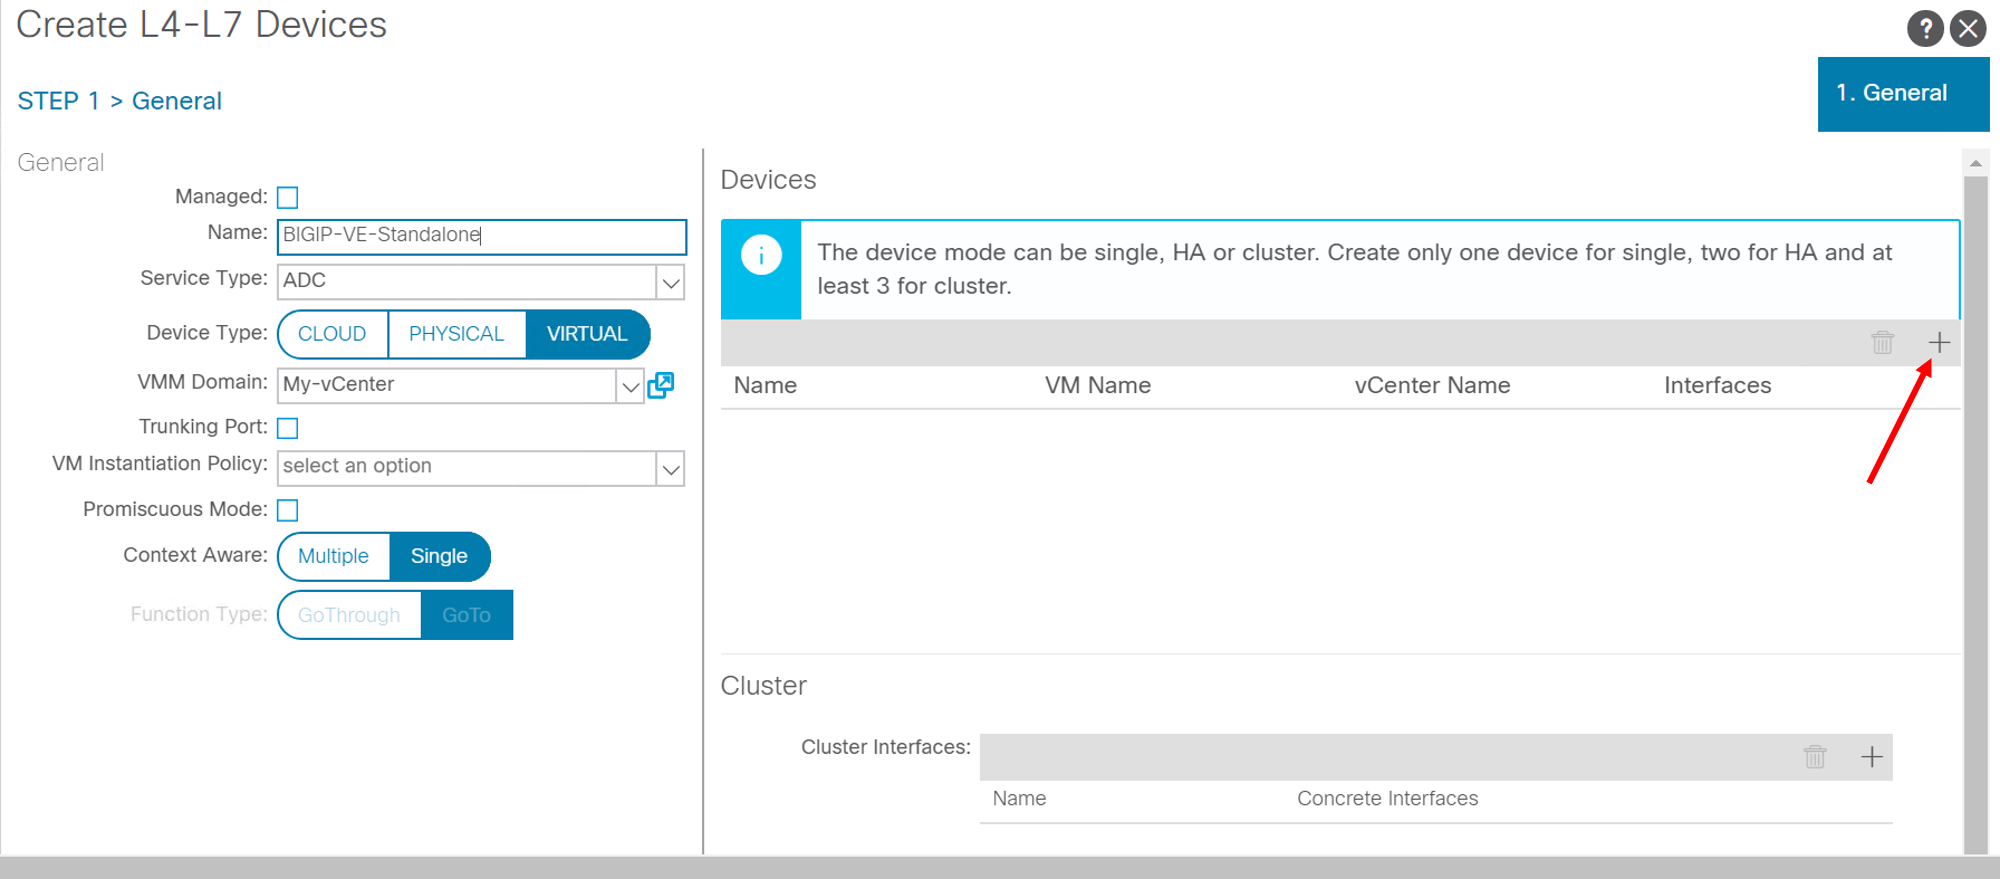 Create L4-L7 Devices
?
STEP 1 > General
1. General
General
Managed:
Name: BIGIP-VE-Standalone
Service Type: ADC
Device Type: CLOUD PHYSICAL VIRTUAL
VMM Domain: My-vCenter
Trunking Port:
VM Instantiation Policy: select an option
Promiscuous Mode:
Context Aware: Multiple Single
Function Type: GoThrough GoTo
Devices
i
The device mode can be single, HA or cluster. Create only one device for single, two for HA and at
least 3 for cluster.
Name VM Name vCenter Name Interfaces
Cluster
Cluster Interfaces:
Name Concrete Interfaces